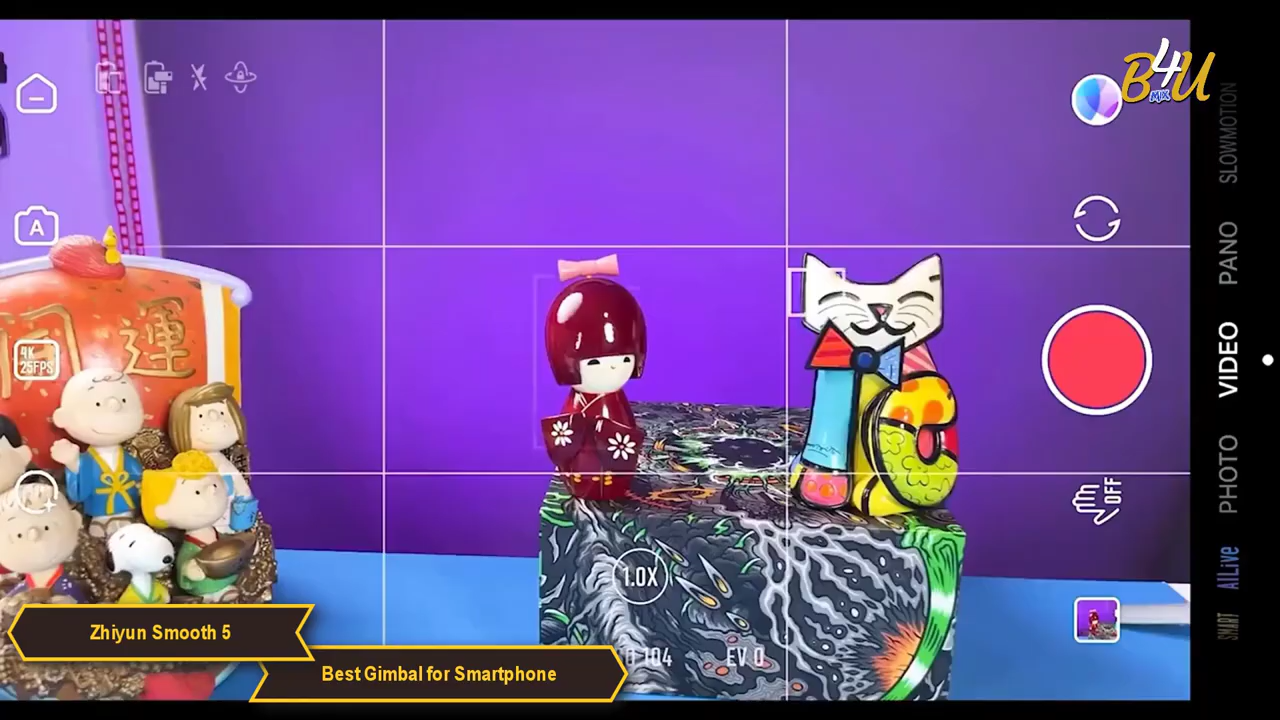 B4U
MIX
A
4K
25FPS
SLOWMOTION
PANO
VIDEO
PHOTO
AILive
SMART
OFF
運
1.0X
104
EV 0
Zhiyun Smooth 5
Best Gimbal for Smartphone